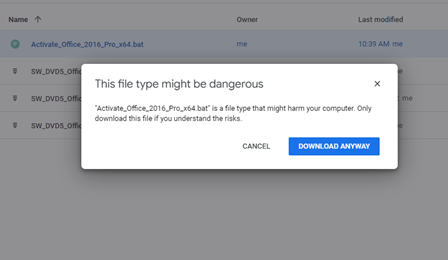 Name Owner Last modified
Activate_Office_2016_Pro_x64.bat me 10:39 AM me
SW_DVD5_Offic
SW_DVD5_Offic me
SW_DVD5_Offic
This file type might be dangerous
"Activate_Office_2016_Pro_x64.bat" is a file type that might harm your computer. Only
download this file if you understand the risks.
CANCEL DOWNLOAD ANYWAY